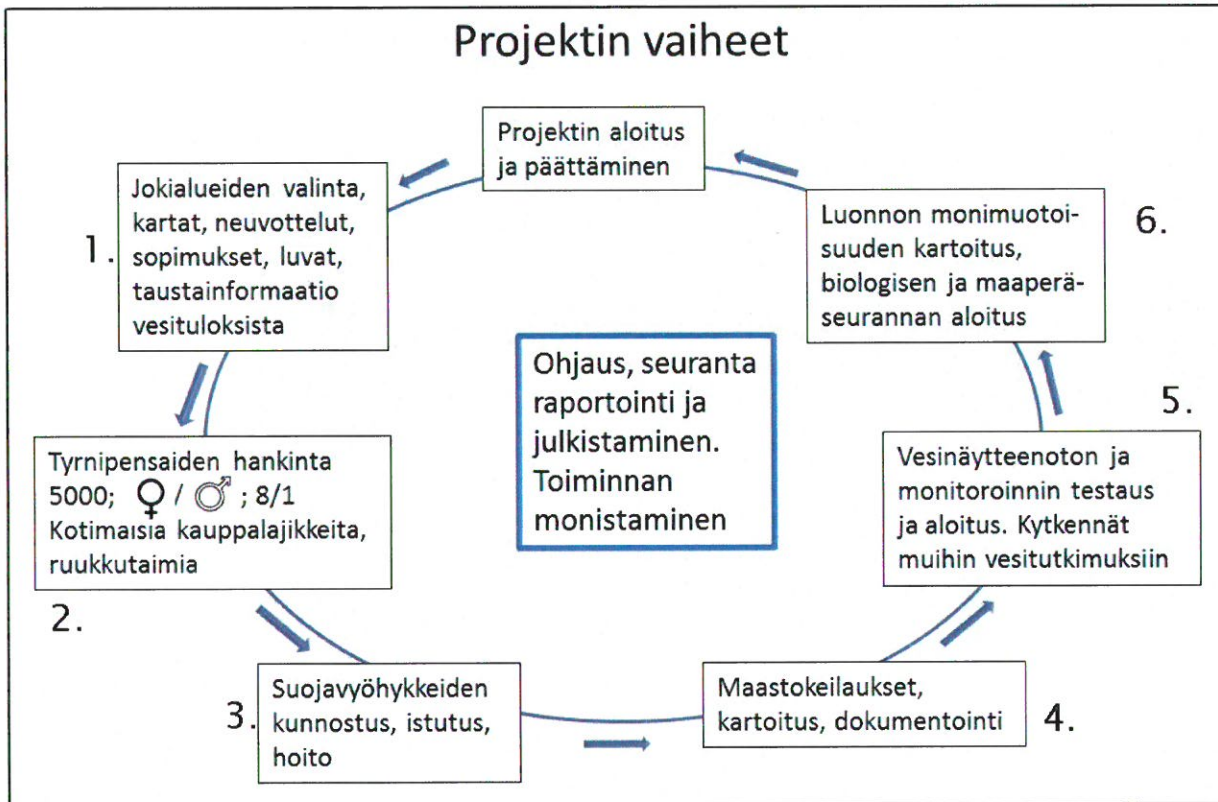 Projektin vaiheet
Projektin aloitus
ja päättäminen
1.
Jokialueiden valinta,
kartat, neuvottelut,
sopimukset, luvat,
taustainformaatio
vesituloksista
Tyrnipensaiden hankinta
5000; ♀ / ♂ ; 8/1
Kotimaisia kauppalajikkeita,
ruukkutaimia
2.
3.
Suojavyöhykkeiden
kunnostus, istutus,
hoito
Maastokeilaukset,
kartoitus, dokumentointi
4.
5.
Vesinäytteenoton ja
monitoroinnin testaus
ja aloitus. Kytkennät
muihin vesitutkimuksiin
6.
Luonnon monimuotoi-
suuden kartoitus,
biologisen ja maaperä-
seurannan aloitus
Ohjaus, seuranta
raportointi ja
julkistaminen.
Toiminnan
monistaminen